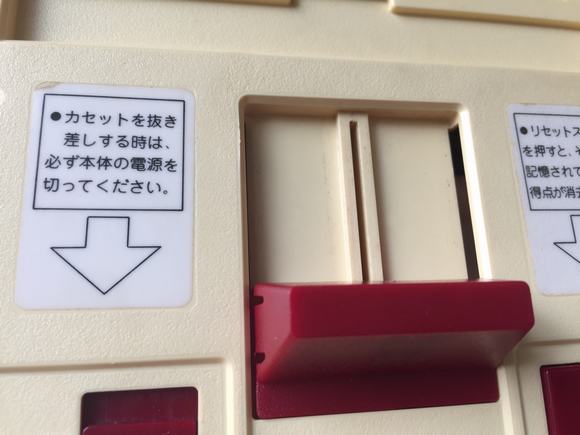 ●カセットを抜き
差しする時は、
必ず本体の電源を
切ってください。
●リセットス
を押すと、そ
記憶されて
得点が消去